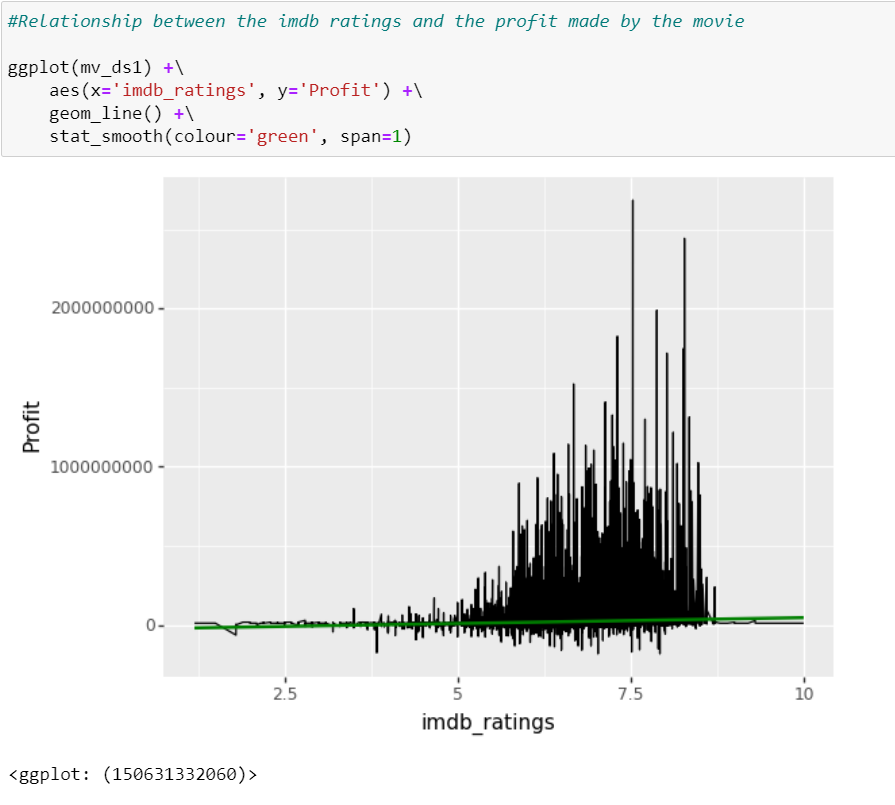 #Relationship between the imdb ratings and the profit made by the movie
ggplot(mv_ds1) +\
    aes(x='imdb_ratings', y='Profit') +\
    geom_line() +\
    stat_smooth(colour='green', span=1)
2000000000
1000000000
0
Profit
2.5 5 7.5 10
imdb_ratings
<ggplot: (150631332060)>